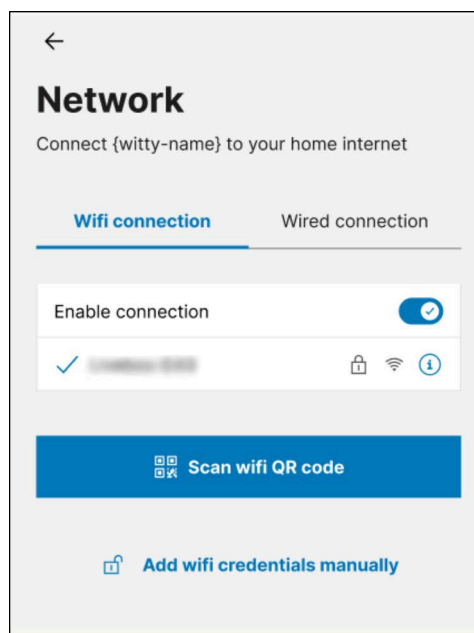 Network
Connect {witty-name} to your home internet
Wifi connection
Wired connection
Enable connection
Scan wifi QR code
Add wifi credentials manually